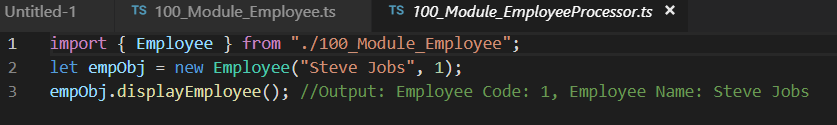 Untitled-1 TS 100_Module_Employee.ts TS 100_Module_EmployeeProcessor.ts ×
1 import { Employee } from "./100_Module_Employee";
2 let empObj = new Employee("Steve Jobs", 1);
3 empObj.displayEmployee(); //Output: Employee Code: 1, Employee Name: Steve Jobs